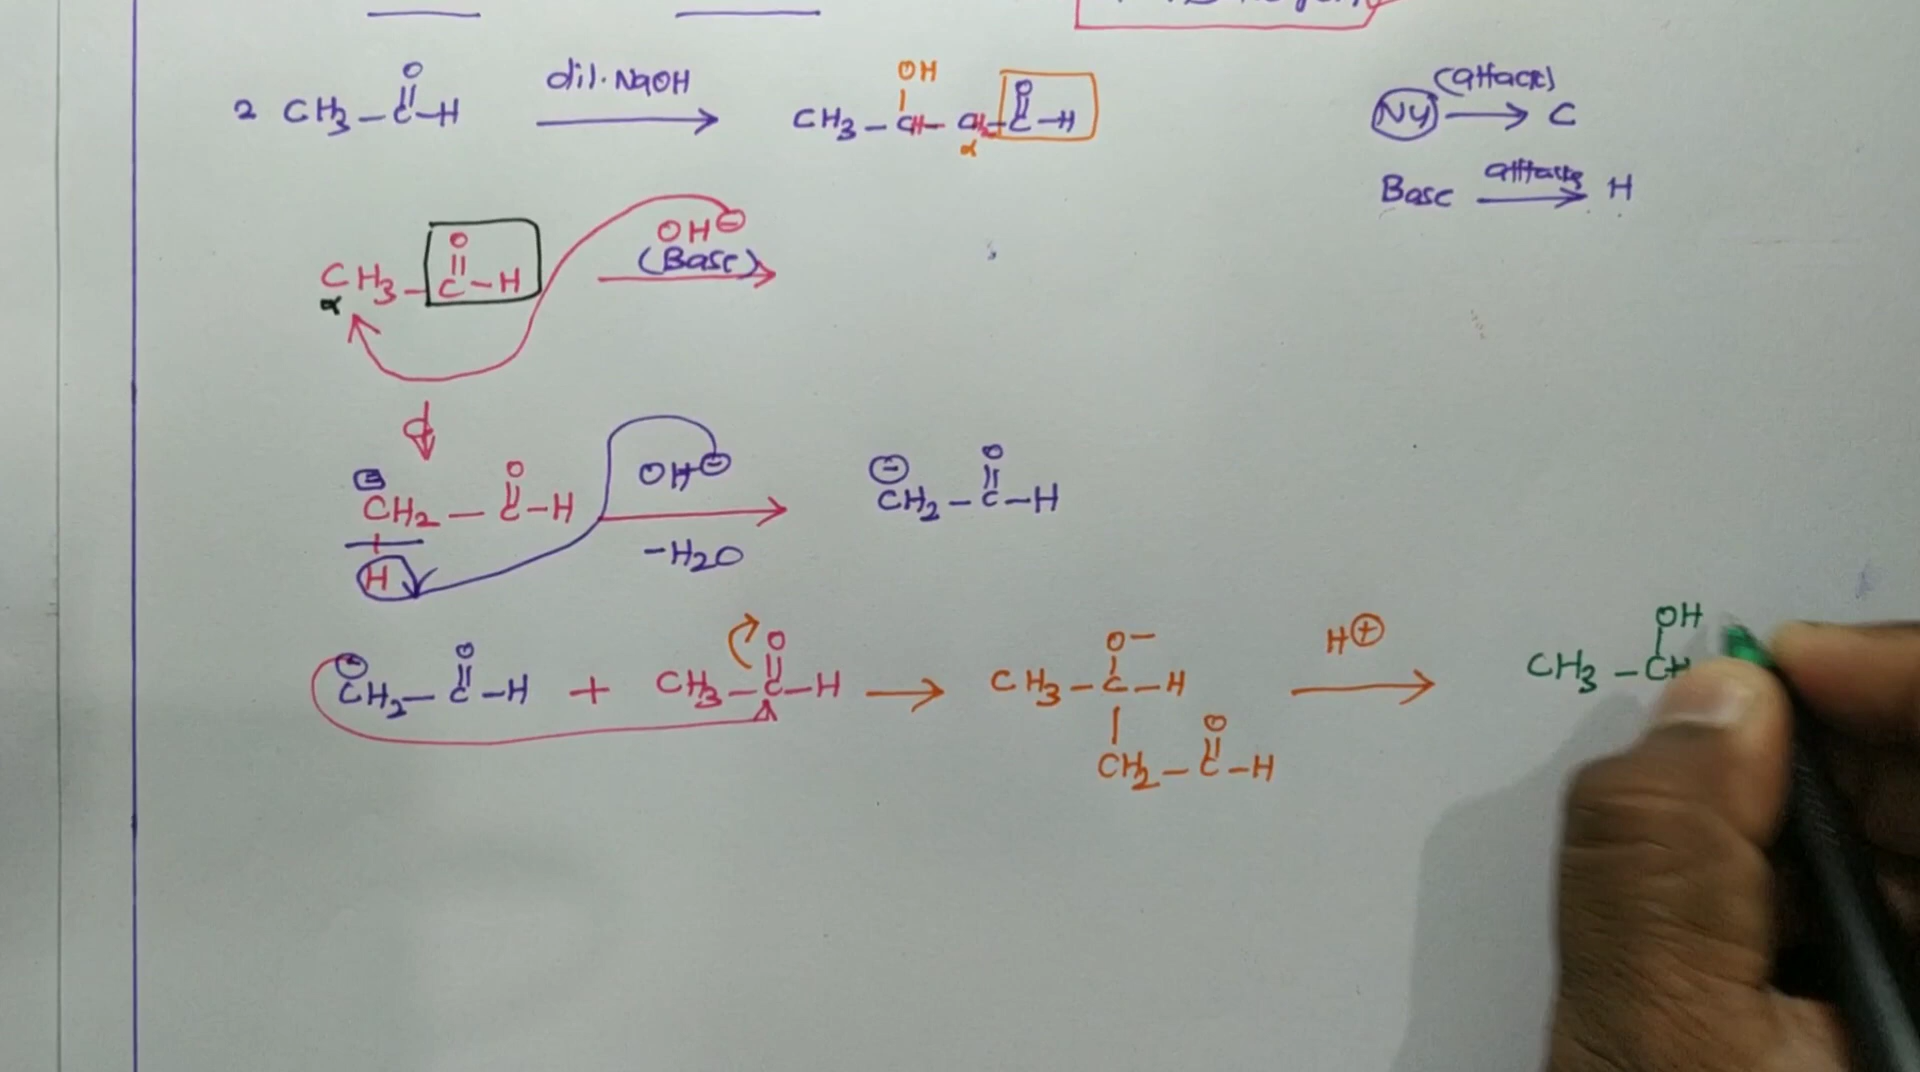 O OH O (attack)
2 CH3 – C – H dil. NaOH → CH3 – CH – CH2 – C – H Nu → C
α
Base attacks → H
O OH⊖
CH3 – C – H (Base) →
α
⊖ O OH⊖ ⊖ O
CH2 – C – H → CH2 – C – H
H –H2O
⊖ O O O– H⊕ OH
CH2 – C – H + CH3 – C – H → CH3 – C – H → CH3 – CH
O
CH2 – C – H